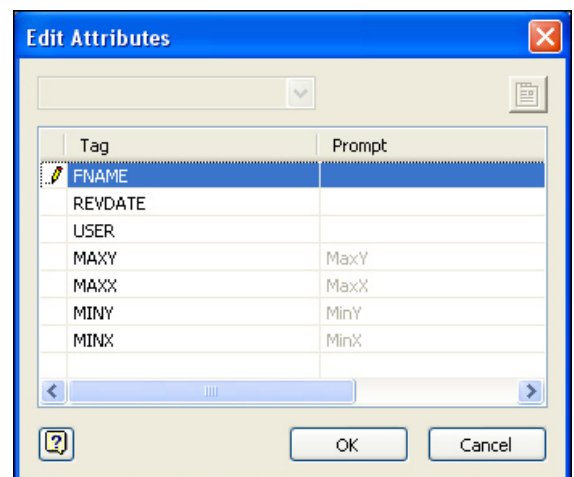 Edit Attributes
Tag Prompt
FNAME
REVDATE
USER
MAXY MaxY
MAXX MaxX
MINY MinY
MINX MinX
? OK Cancel